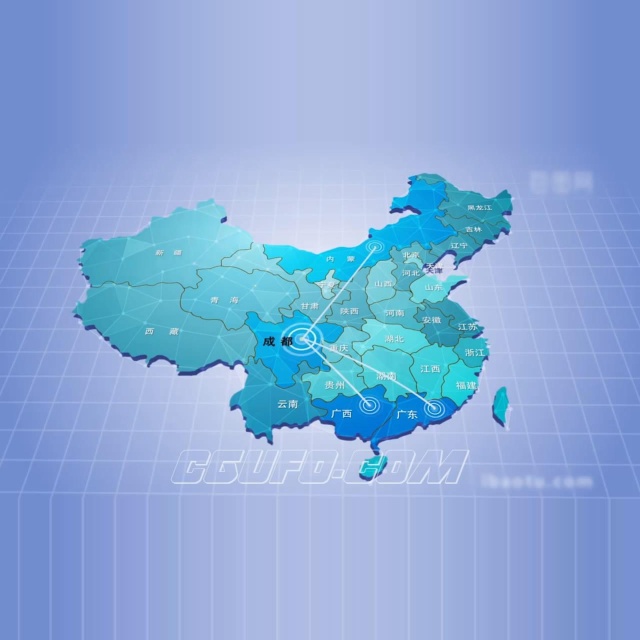 黑龙江
吉林
辽宁
新 疆
内 蒙
北京
天津
河北
宁夏
山西
山东
青 海
甘肃
陕西
河南
安徽
江苏
西 藏
成 都
重庆
湖北
浙江
贵州
湖南
江西
福建
云南
广西
广东
CGUFO.COM
ibaotu.com